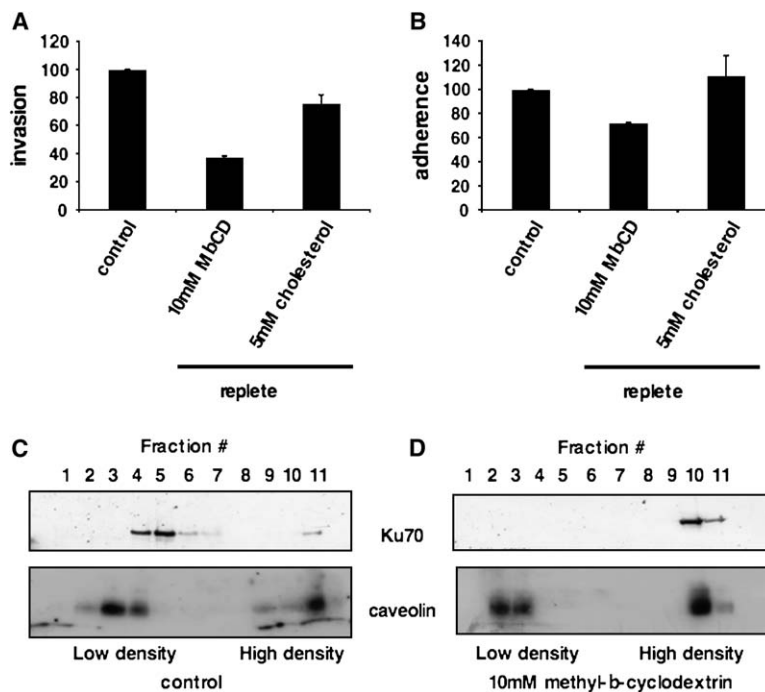 A
invasion
120
100
80
60
40
20
0
control
10mM MbCD
5mM cholesterol
replete
B
adherence
140
120
100
80
60
40
20
0
control
10mM MbCD
5mM cholesterol
replete
C
Fraction #
1 2 3 4 5 6 7 8 9 10 11
Ku70
caveolin
Low density High density
control
D
Fraction #
1 2 3 4 5 6 7 8 9 10 11
Low density High density
10mM methyl-b-cyclodextrin